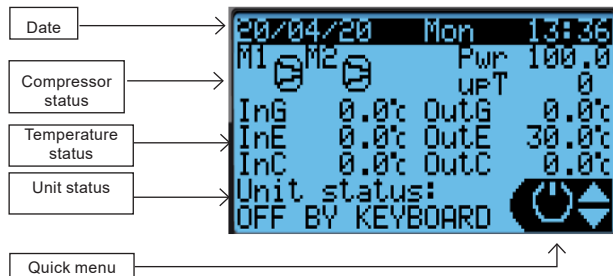 Date
Compressor
status
Temperature
status
Unit status
Quick menu
20/04/20 Mon 13:36
M1 M2 Pwr 100.0
upT 0
InG 0.0℃ OutG 0.0℃
InE 0.0℃ OutE 30.0℃
InC 0.0℃ OutC 0.0℃
Unit status:
OFF BY KEYBOARD